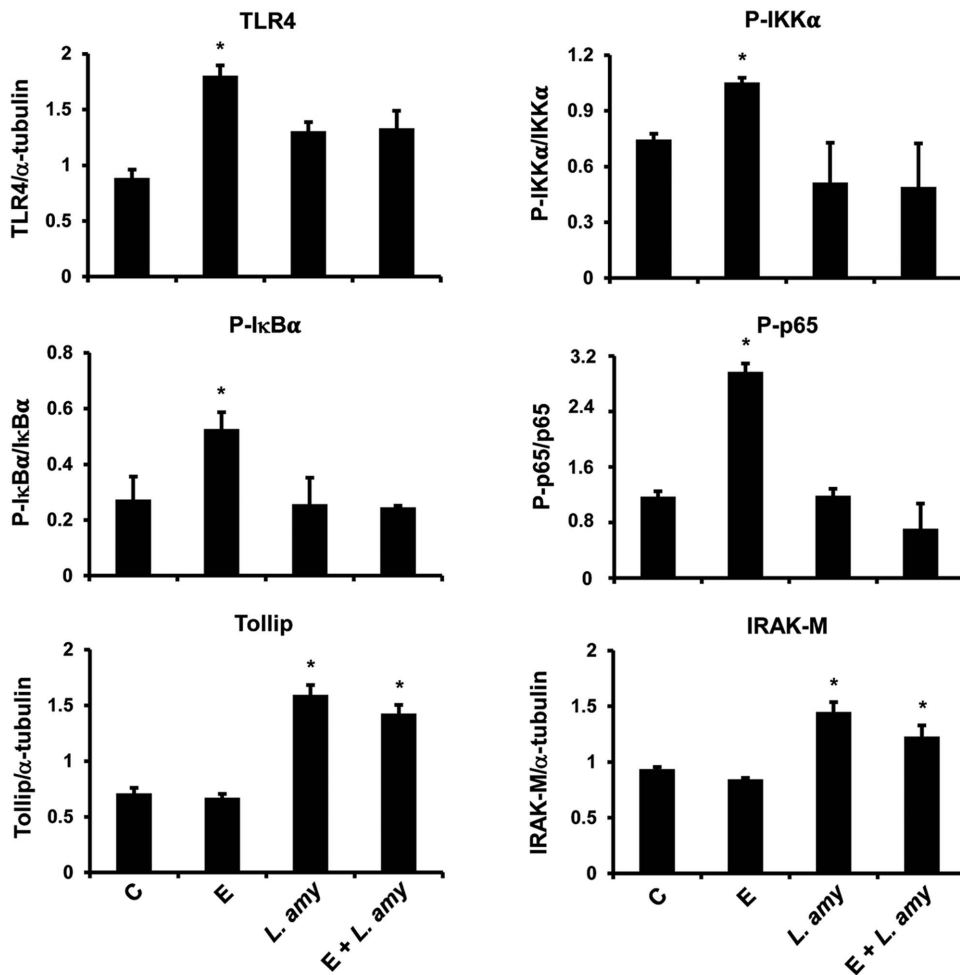 TLR4
TLR4/α-tubulin
2
1.5
1
0.5
0
*
P-IKKα
P-IKKα/IKKα
1.2
0.9
0.6
0.3
0
*
P-IκBα
P-IκBα/IκBα
0.8
0.6
0.4
0.2
0
*
P-p65
P-p65/p65
3.2
2.4
1.6
0.8
0
*
Tollip
Tollip/α-tubulin
2
1.5
1
0.5
0
* *
C E L. amy E + L. amy
IRAK-M
IRAK-M/α-tubulin
2
1.5
1
0.5
0
* *
C E L. amy E + L. amy